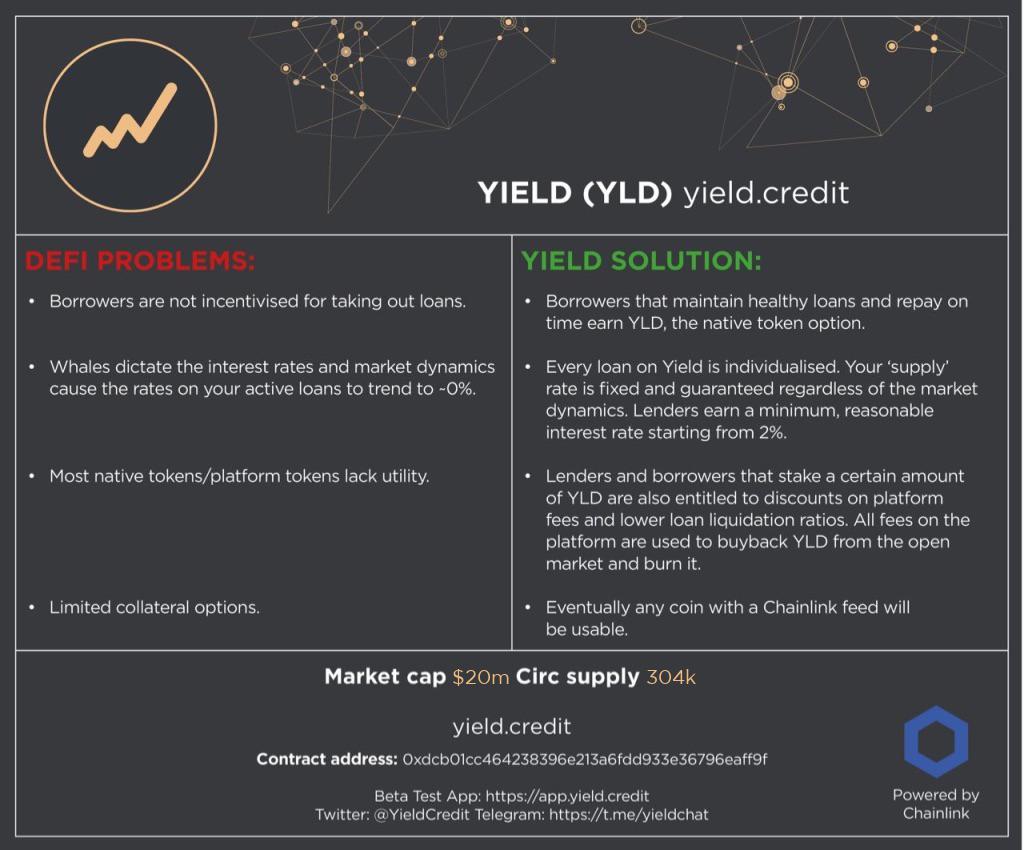 YIELD (YLD) yield.credit
DEFI PROBLEMS:
• Borrowers are not incentivised for taking out loans.
• Whales dictate the interest rates and market dynamics
cause the rates on your active loans to trend to ~0%.
• Most native tokens/platform tokens lack utility.
• Limited collateral options.
YIELD SOLUTION:
• Borrowers that maintain healthy loans and repay on
time earn YLD, the native token option.
• Every loan on Yield is individualised. Your ‘supply’
rate is fixed and guaranteed regardless of the market
dynamics. Lenders earn a minimum, reasonable
interest rate starting from 2%.
• Lenders and borrowers that stake a certain amount
of YLD are also entitled to discounts on platform
fees and lower loan liquidation ratios. All fees on the
platform are used to buyback YLD from the open
market and burn it.
• Eventually any coin with a Chainlink feed will
be usable.
Market cap $20m Circ supply 304k
yield.credit
Contract address: 0xdcb01cc464238396e213a6fdd933e36796eaff9f
Beta Test App: https://app.yield.credit
Twitter: @YieldCredit Telegram: https://t.me/yieldchat
Powered by
Chainlink